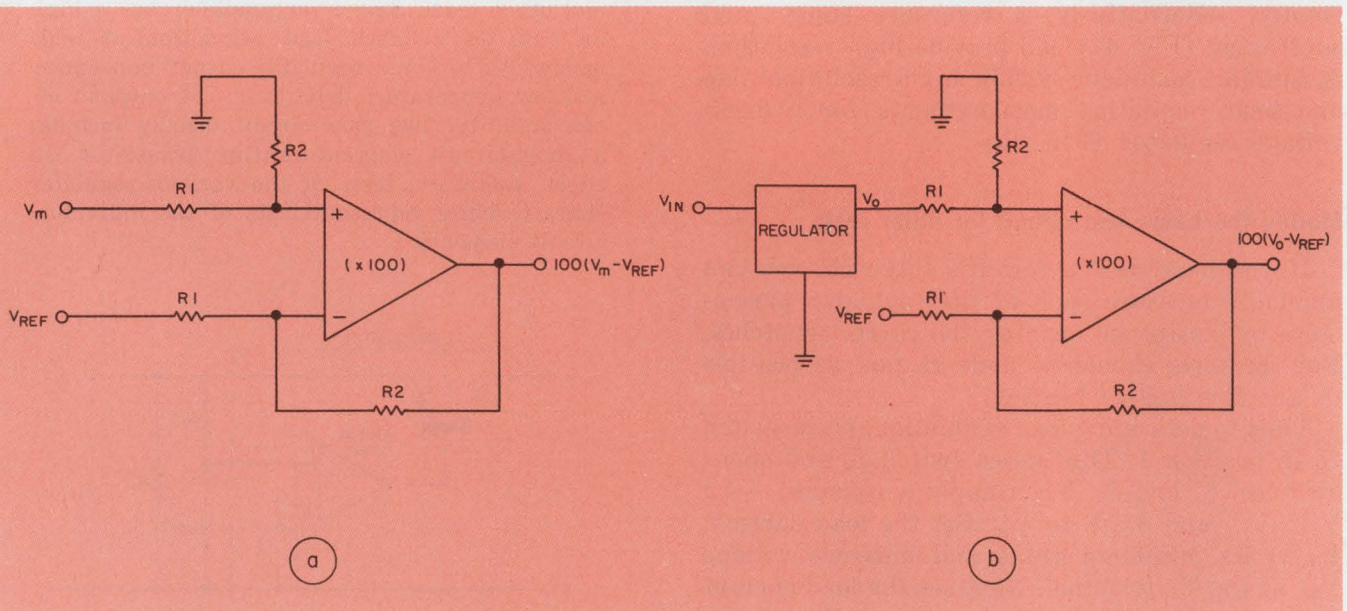 R2
R1
Vm
+
(x100)
100(Vm-VREF)
R1
VREF
−
R2
a
R2
R1
VIN
VO
REGULATOR
+
(x100)
100(VO-VREF)
R1
VREF
−
R2
b